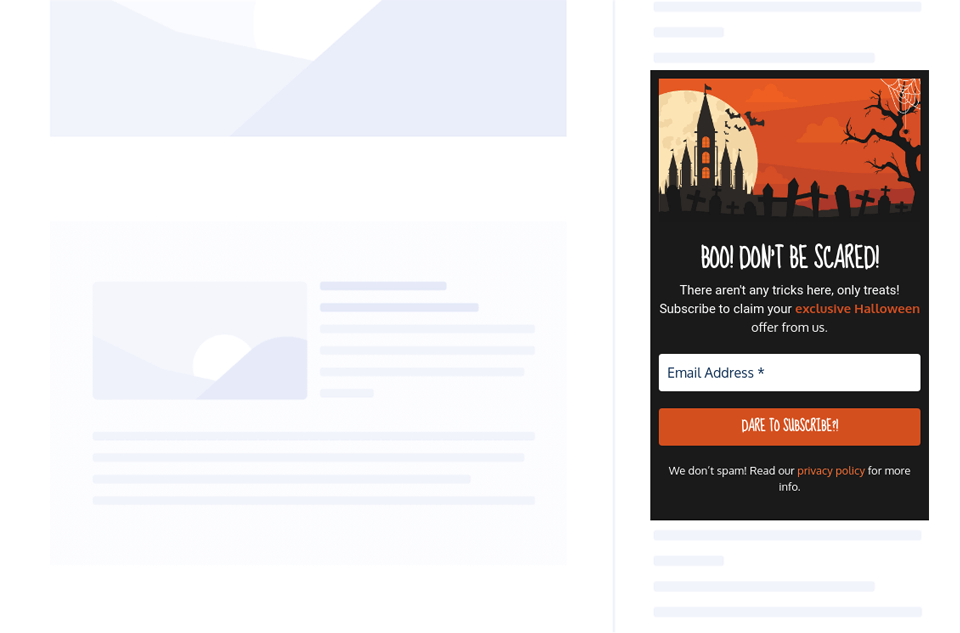 BOO! DON'T BE SCARED!
There aren't any tricks here, only treats!
Subscribe to claim your exclusive Halloween
offer from us.
Email Address *
DARE TO SUBSCRIBE?!
We don't spam! Read our privacy policy for more
info.